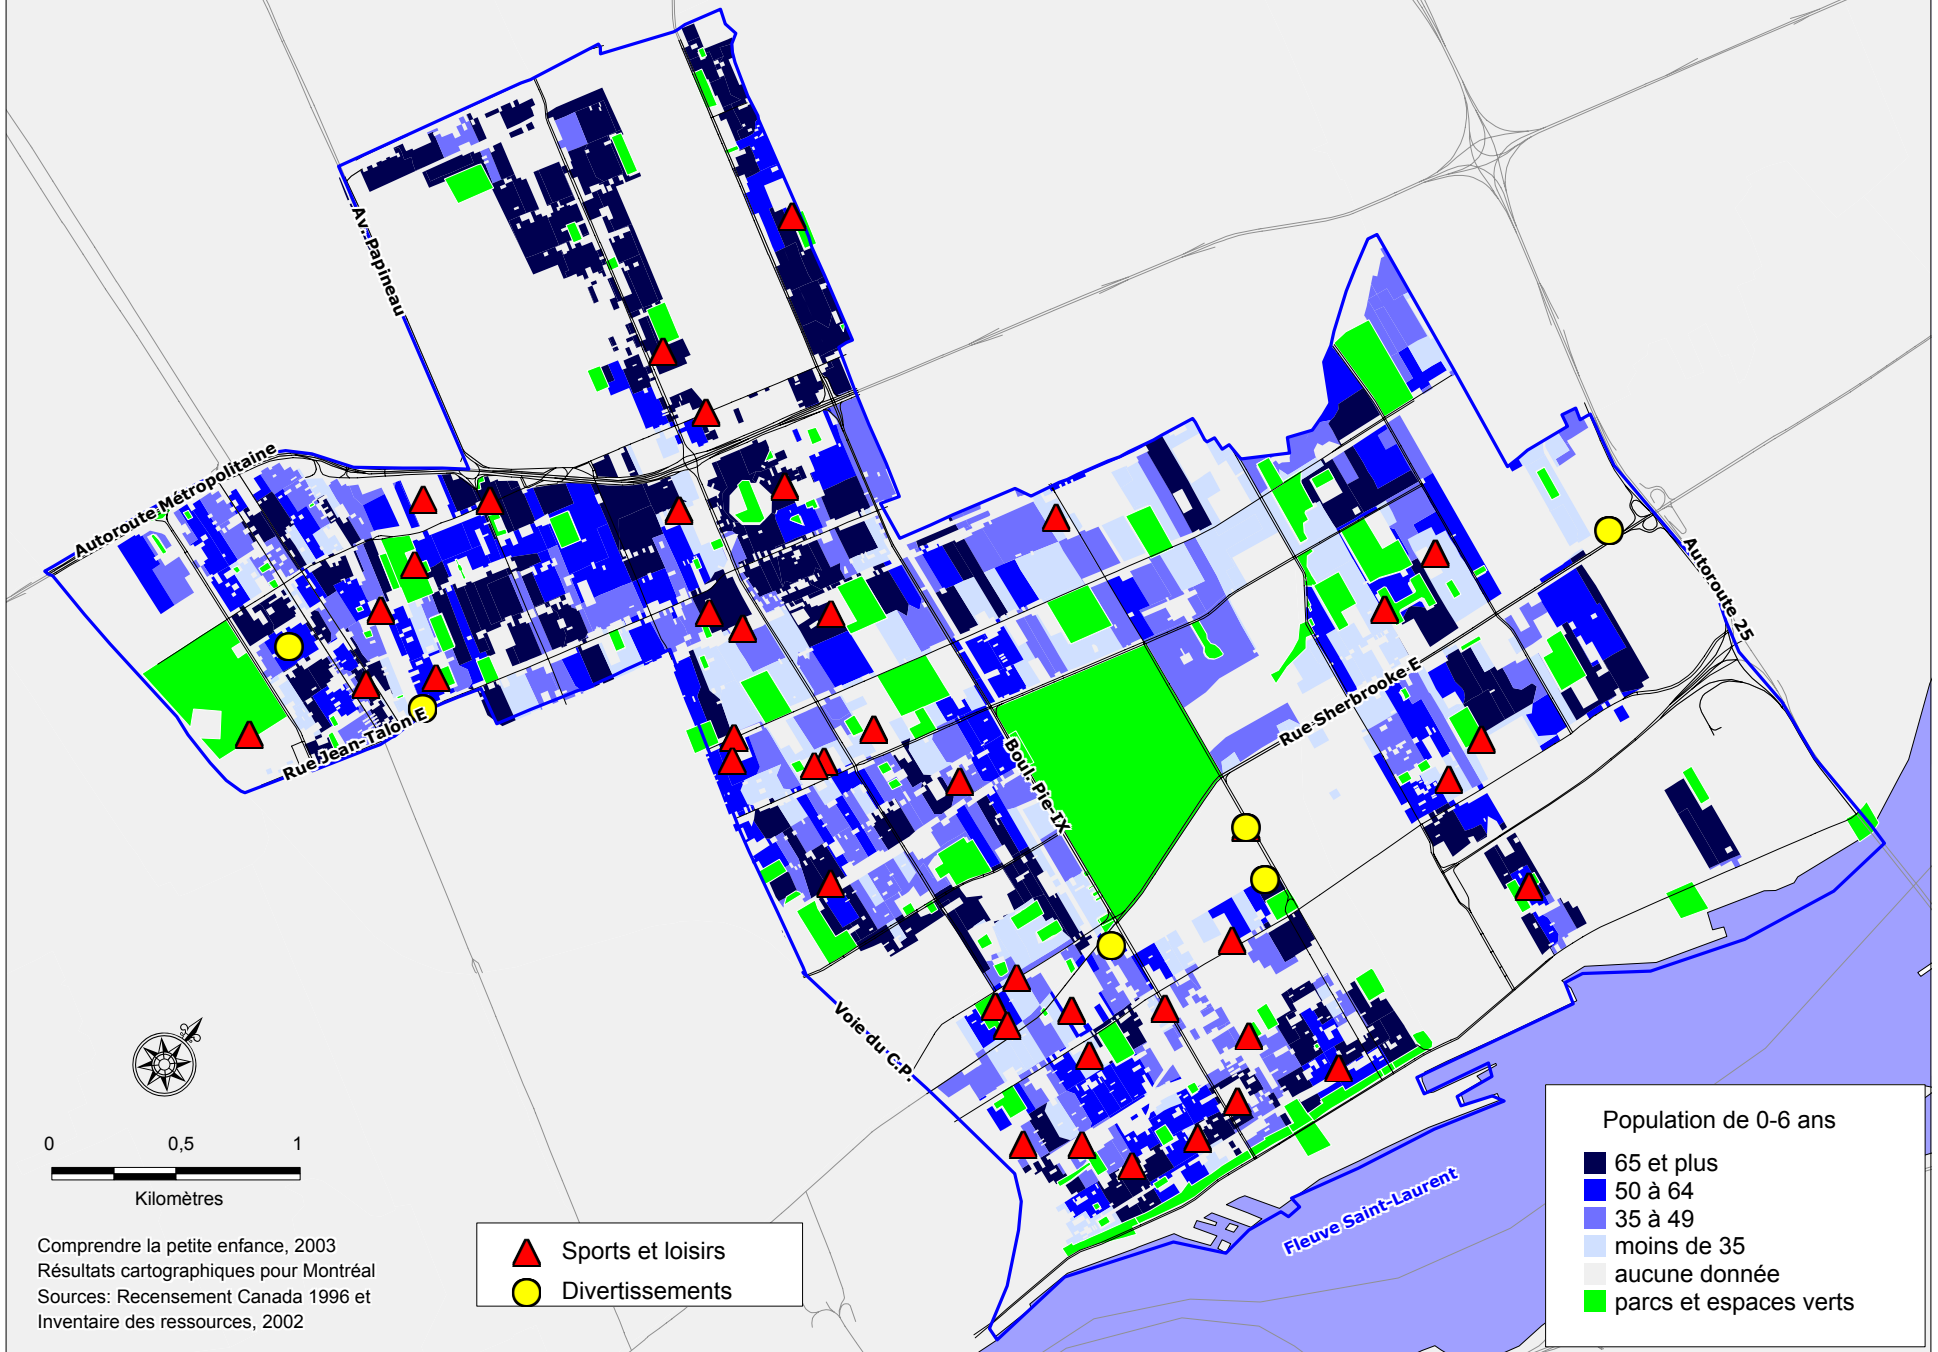 Av. Papineau
Autoroute Métropolitaine
Rue Jean-Talon E
Boul. Pie-IX
Rue Sherbrooke E
Autoroute 25
Voie du C.P.
Fleuve Saint-Laurent
0 0,5 1
Kilomètres
Comprendre la petite enfance, 2003
Résultats cartographiques pour Montréal
Sources: Recensement Canada 1996 et
Inventaire des ressources, 2002
Sports et loisirs
Divertissements
Population de 0-6 ans
65 et plus
50 à 64
35 à 49
moins de 35
aucune donnée
parcs et espaces verts